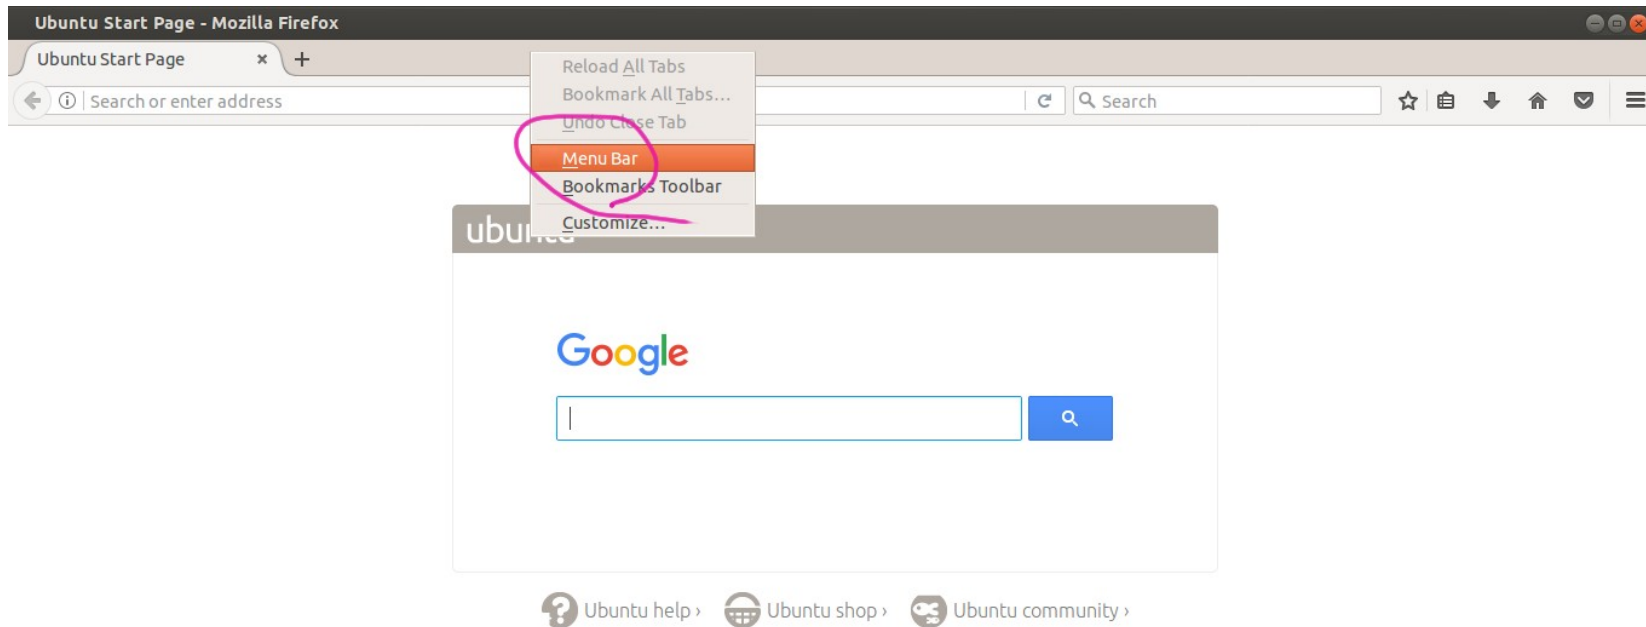 Ubuntu Start Page - Mozilla Firefox
Ubuntu Start Page
Search or enter address
Search
Reload All Tabs
Bookmark All Tabs...
Undo Close Tab
Menu Bar
Bookmarks Toolbar
Customize...
ubuntu
Google
Ubuntu help ›
Ubuntu shop ›
Ubuntu community ›